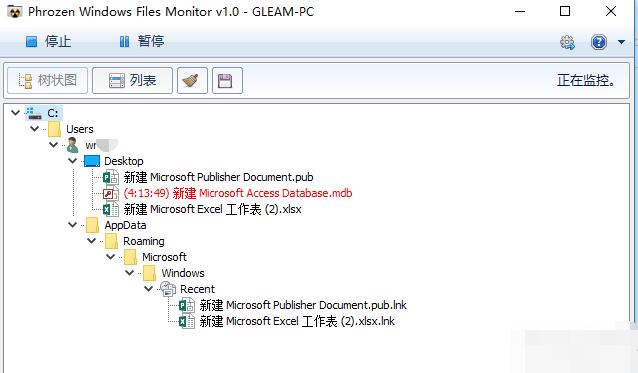 Phrozen Windows Files Monitor v1.0 - GLEAM-PC
停止 暂停
树状图 列表 正在监控。
C:
Users
wr
Desktop
新建 Microsoft Publisher Document.pub
(4:13:49) 新建 Microsoft Access Database.mdb
新建 Microsoft Excel 工作表 (2).xlsx
AppData
Roaming
Microsoft
Windows
Recent
新建 Microsoft Publisher Document.pub.lnk
新建 Microsoft Excel 工作表 (2).xlsx.lnk